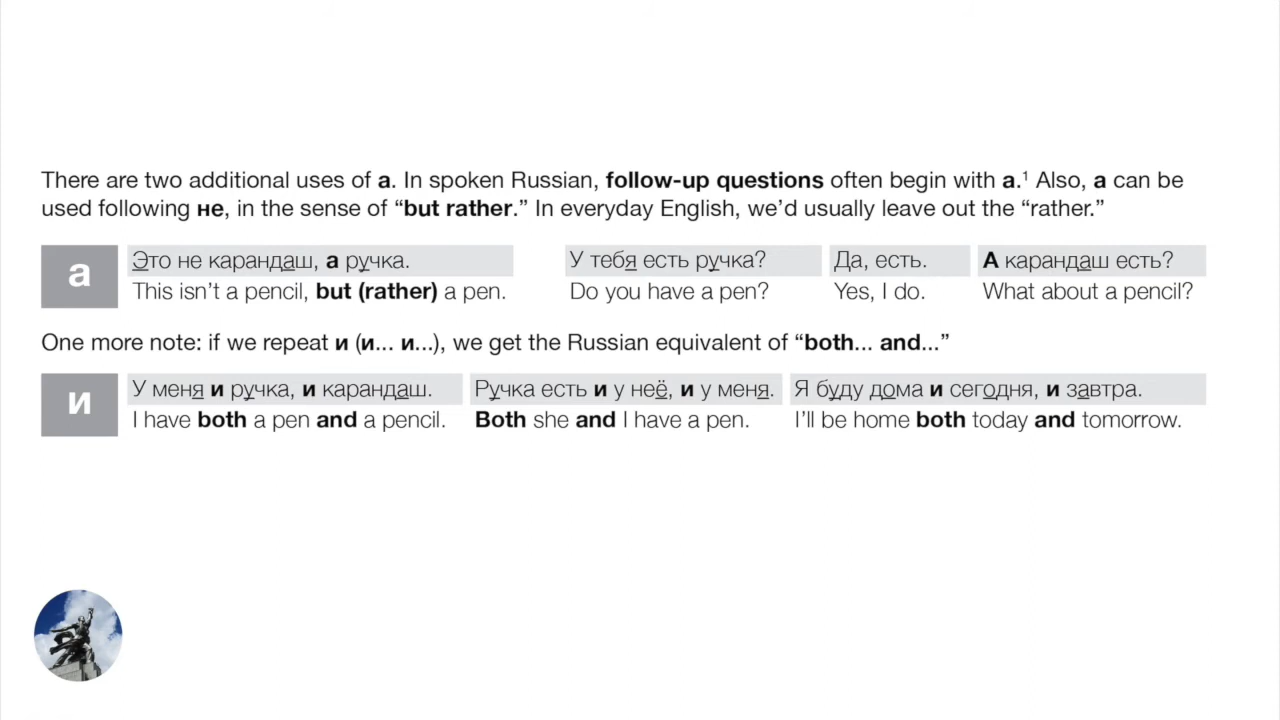 There are two additional uses of а. In spoken Russian, follow-up questions often begin with а.¹ Also, а can be
used following не, in the sense of “but rather.” In everyday English, we’d usually leave out the “rather.”
а
Это не карандаш, а ручка.
This isn’t a pencil, but (rather) a pen.
У тебя есть ручка?
Do you have a pen?
Да, есть.
Yes, I do.
А карандаш есть?
What about a pencil?
One more note: if we repeat и (и... и...), we get the Russian equivalent of “both... and...”
и
У меня и ручка, и карандаш.
I have both a pen and a pencil.
Ручка есть и у неё, и у меня.
Both she and I have a pen.
Я буду дома и сегодня, и завтра.
I’ll be home both today and tomorrow.